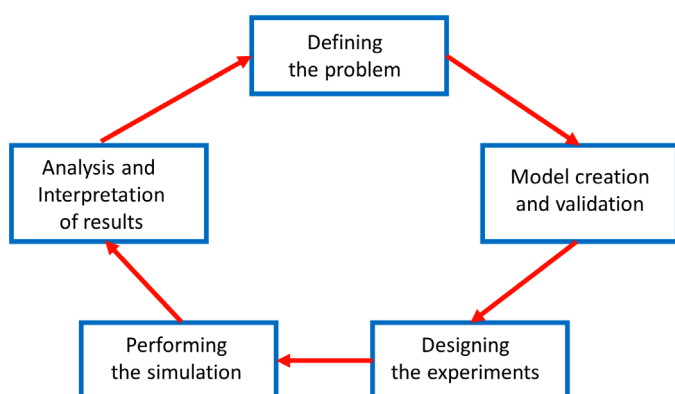 Defining
the problem
Model creation
and validation
Designing
the experiments
Performing
the simulation
Analysis and
Interpretation
of results